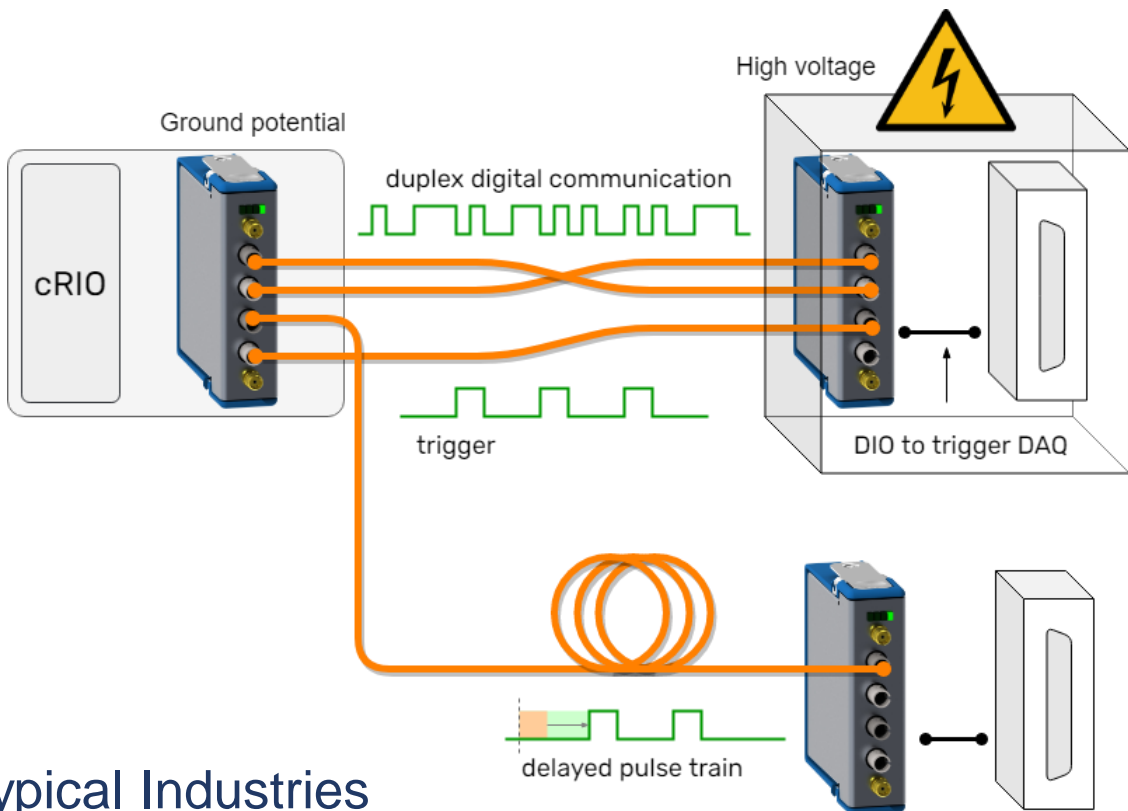 High voltage
Ground potential
duplex digital communication
cRIO
trigger
DIO to trigger DAQ
delayed pulse train
ypical Industries